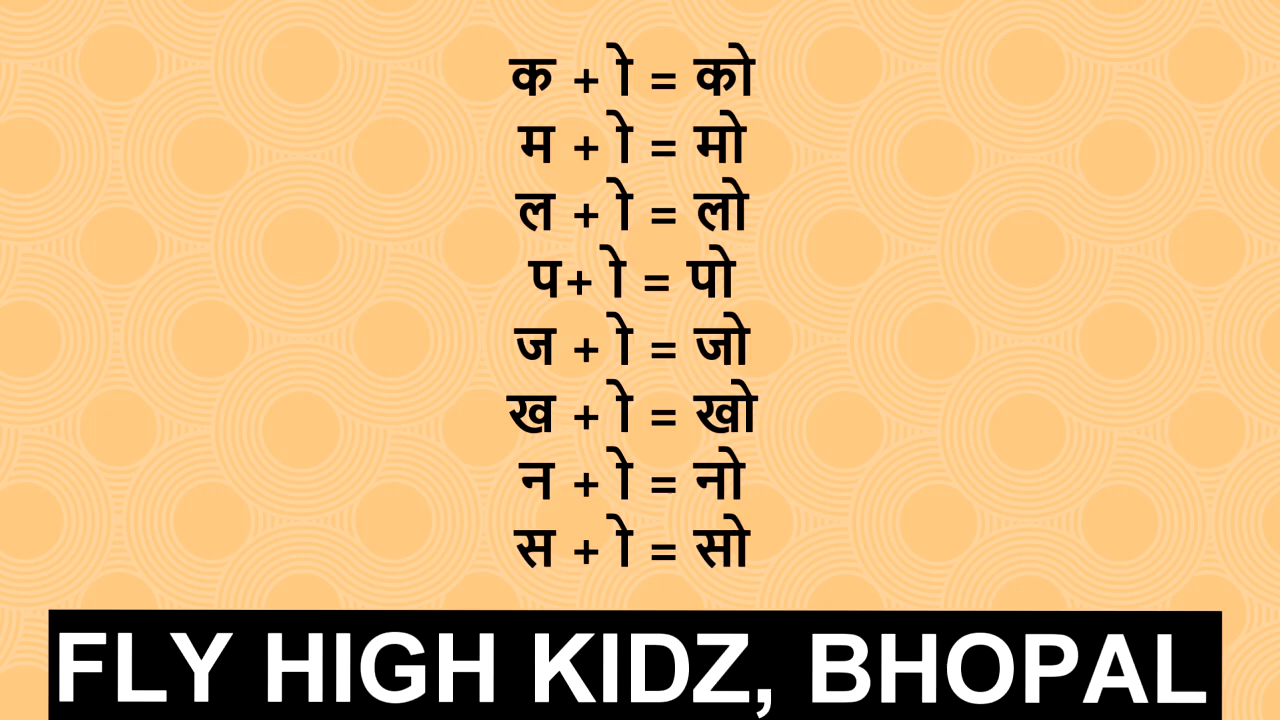 क + ो = को
म + ो = मो
ल + ो = लो
प+ ो = पो
ज + ो = जो
ख + ो = खो
न + ो = नो
स + ो = सो
FLY HIGH KIDZ, BHOPAL